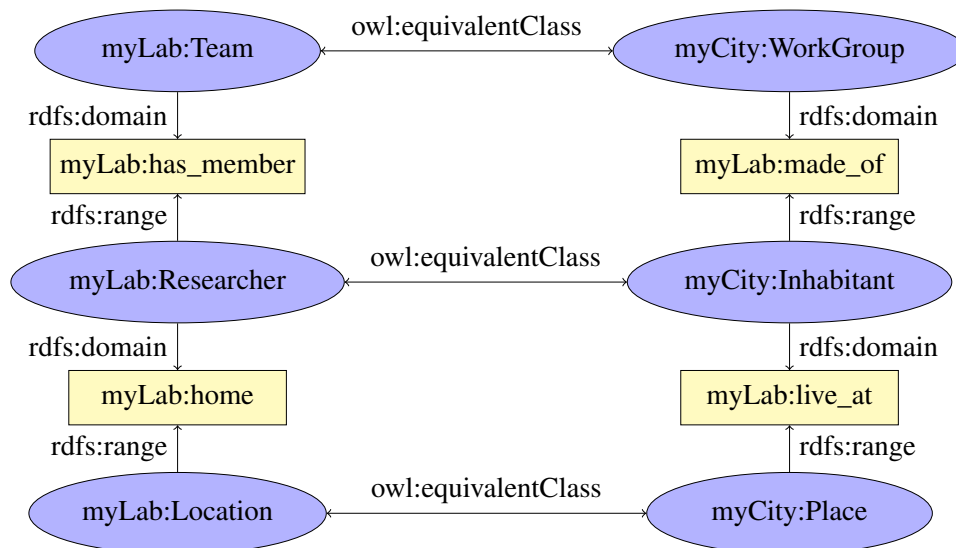 myLab:Team
owl:equivalentClass
myCity:WorkGroup
rdfs:domain
rdfs:domain
myLab:has_member
myLab:made_of
rdfs:range
rdfs:range
myLab:Researcher
owl:equivalentClass
myCity:Inhabitant
rdfs:domain
rdfs:domain
myLab:home
myLab:live_at
rdfs:range
rdfs:range
myLab:Location
owl:equivalentClass
myCity:Place